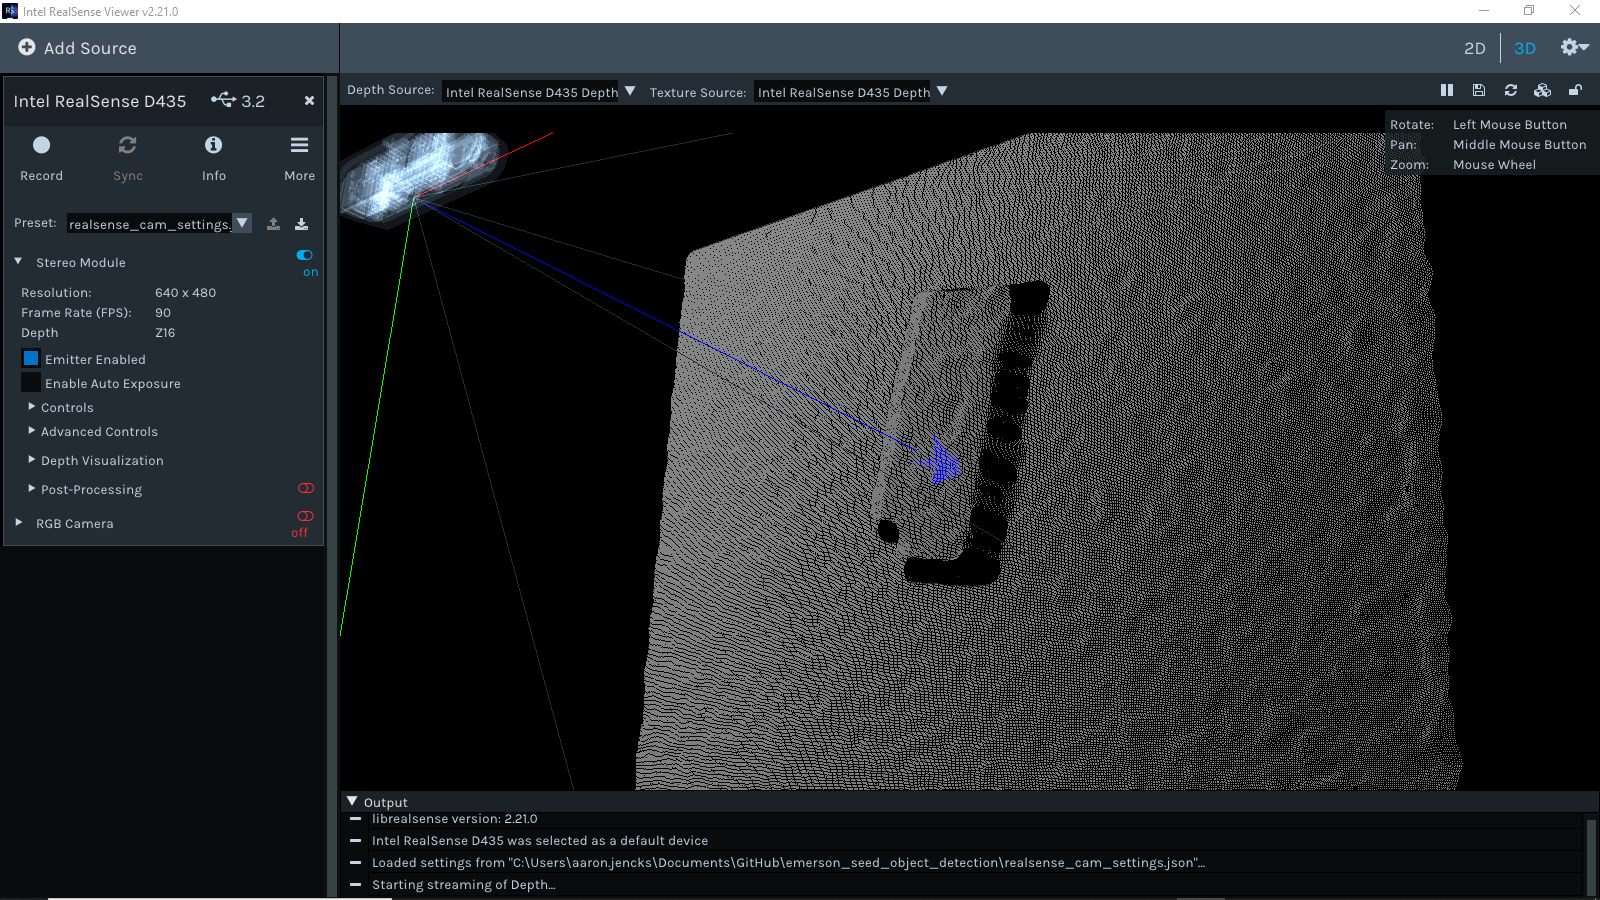 Intel RealSense Viewer v2.21.0
Add Source
2D
3D
Intel RealSense D435
3.2
Record
Sync
Info
More
Preset:
realsense_cam_settings.
Stereo Module
on
Resolution:
640 x 480
Frame Rate (FPS):
90
Depth
Z16
Emitter Enabled
Enable Auto Exposure
Controls
Advanced Controls
Depth Visualization
Post-Processing
RGB Camera
off
Depth Source:
Intel RealSense D435 Depth
Texture Source:
Intel RealSense D435 Depth
Rotate: Left Mouse Button
Pan: Middle Mouse Button
Zoom: Mouse Wheel
Output
librealsense version: 2.21.0
Intel RealSense D435 was selected as a default device
Loaded settings from "C:\Users\aaron.jencks\Documents\GitHub\emerson_seed_object_detection\realsense_cam_settings.json"...
Starting streaming of Depth...